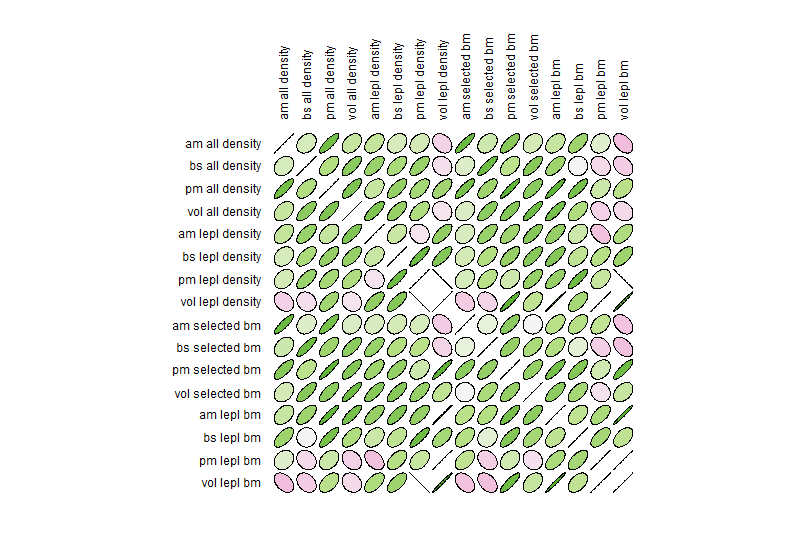 am all density
bs all density
pm all density
vol all density
am lepl density
bs lepl density
pm lepl density
vol lepl density
am selected bm
bs selected bm
pm selected bm
vol selected bm
am lepl bm
bs lepl bm
pm lepl bm
vol lepl bm
am all density
bs all density
pm all density
vol all density
am lepl density
bs lepl density
pm lepl density
vol lepl density
am selected bm
bs selected bm
pm selected bm
vol selected bm
am lepl bm
bs lepl bm
pm lepl bm
vol lepl bm